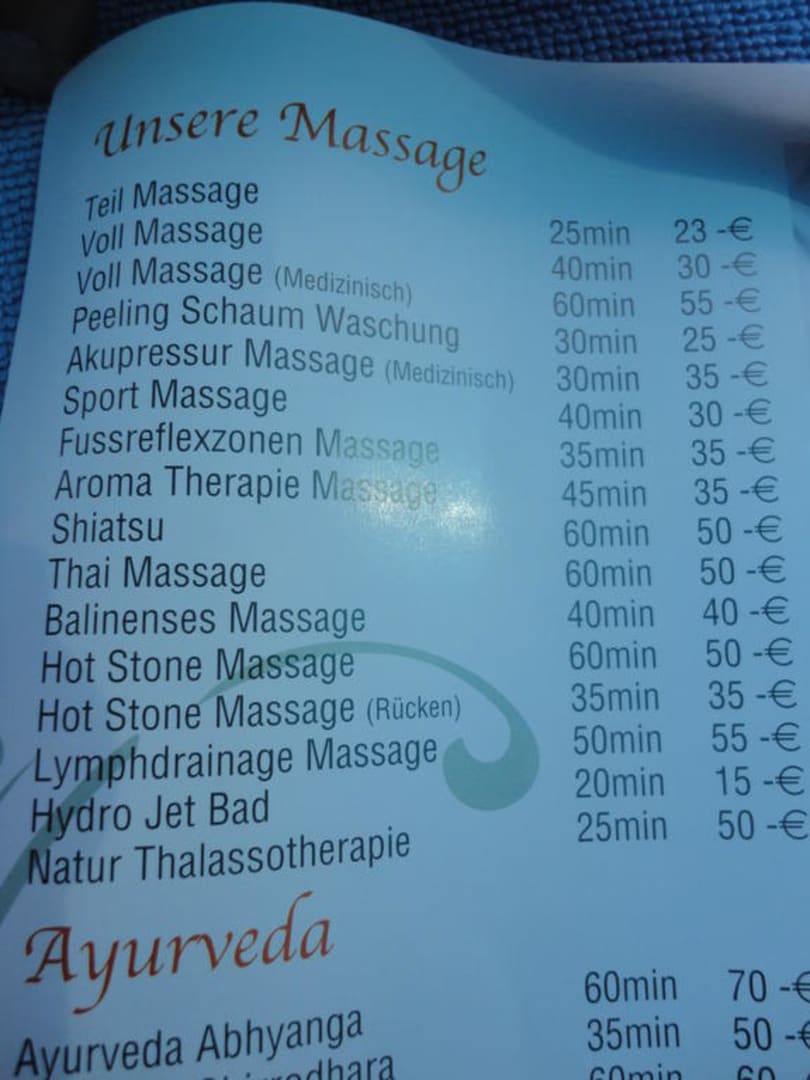 Unsere Massage
Teil Massage 25min 23 -€
Voll Massage 40min 30 -€
Voll Massage (Medizinisch) 60min 55 -€
Peeling Schaum Waschung 30min 25 -€
Akupressur Massage (Medizinisch) 30min 35 -€
Sport Massage 40min 30 -€
Fussreflexzonen Massage 35min 35 -€
Aroma Therapie Massage 45min 35 -€
Shiatsu 60min 50 -€
Thai Massage 60min 50 -€
Balinenses Massage 40min 40 -€
Hot Stone Massage 60min 50 -€
Hot Stone Massage (Rücken) 35min 35 -€
Lymphdrainage Massage 50min 55 -€
Hydro Jet Bad 20min 15 -€
Natur Thalassotherapie 25min 50 -€
Ayurveda
Ayurveda Abhyanga 60min 70 -€
35min 50 -€